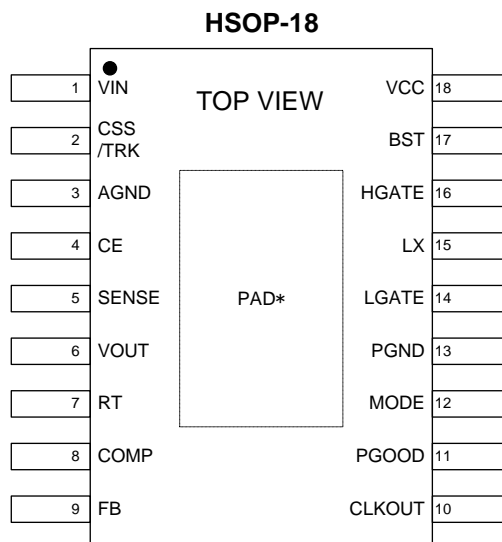 HSOP-18
TOP VIEW
1 VIN
2 CSS
/TRK
3 AGND
4 CE
5 SENSE
6 VOUT
7 RT
8 COMP
9 FB
PAD*
VCC 18
BST 17
HGATE 16
LX 15
LGATE 14
PGND 13
MODE 12
PGOOD 11
CLKOUT 10